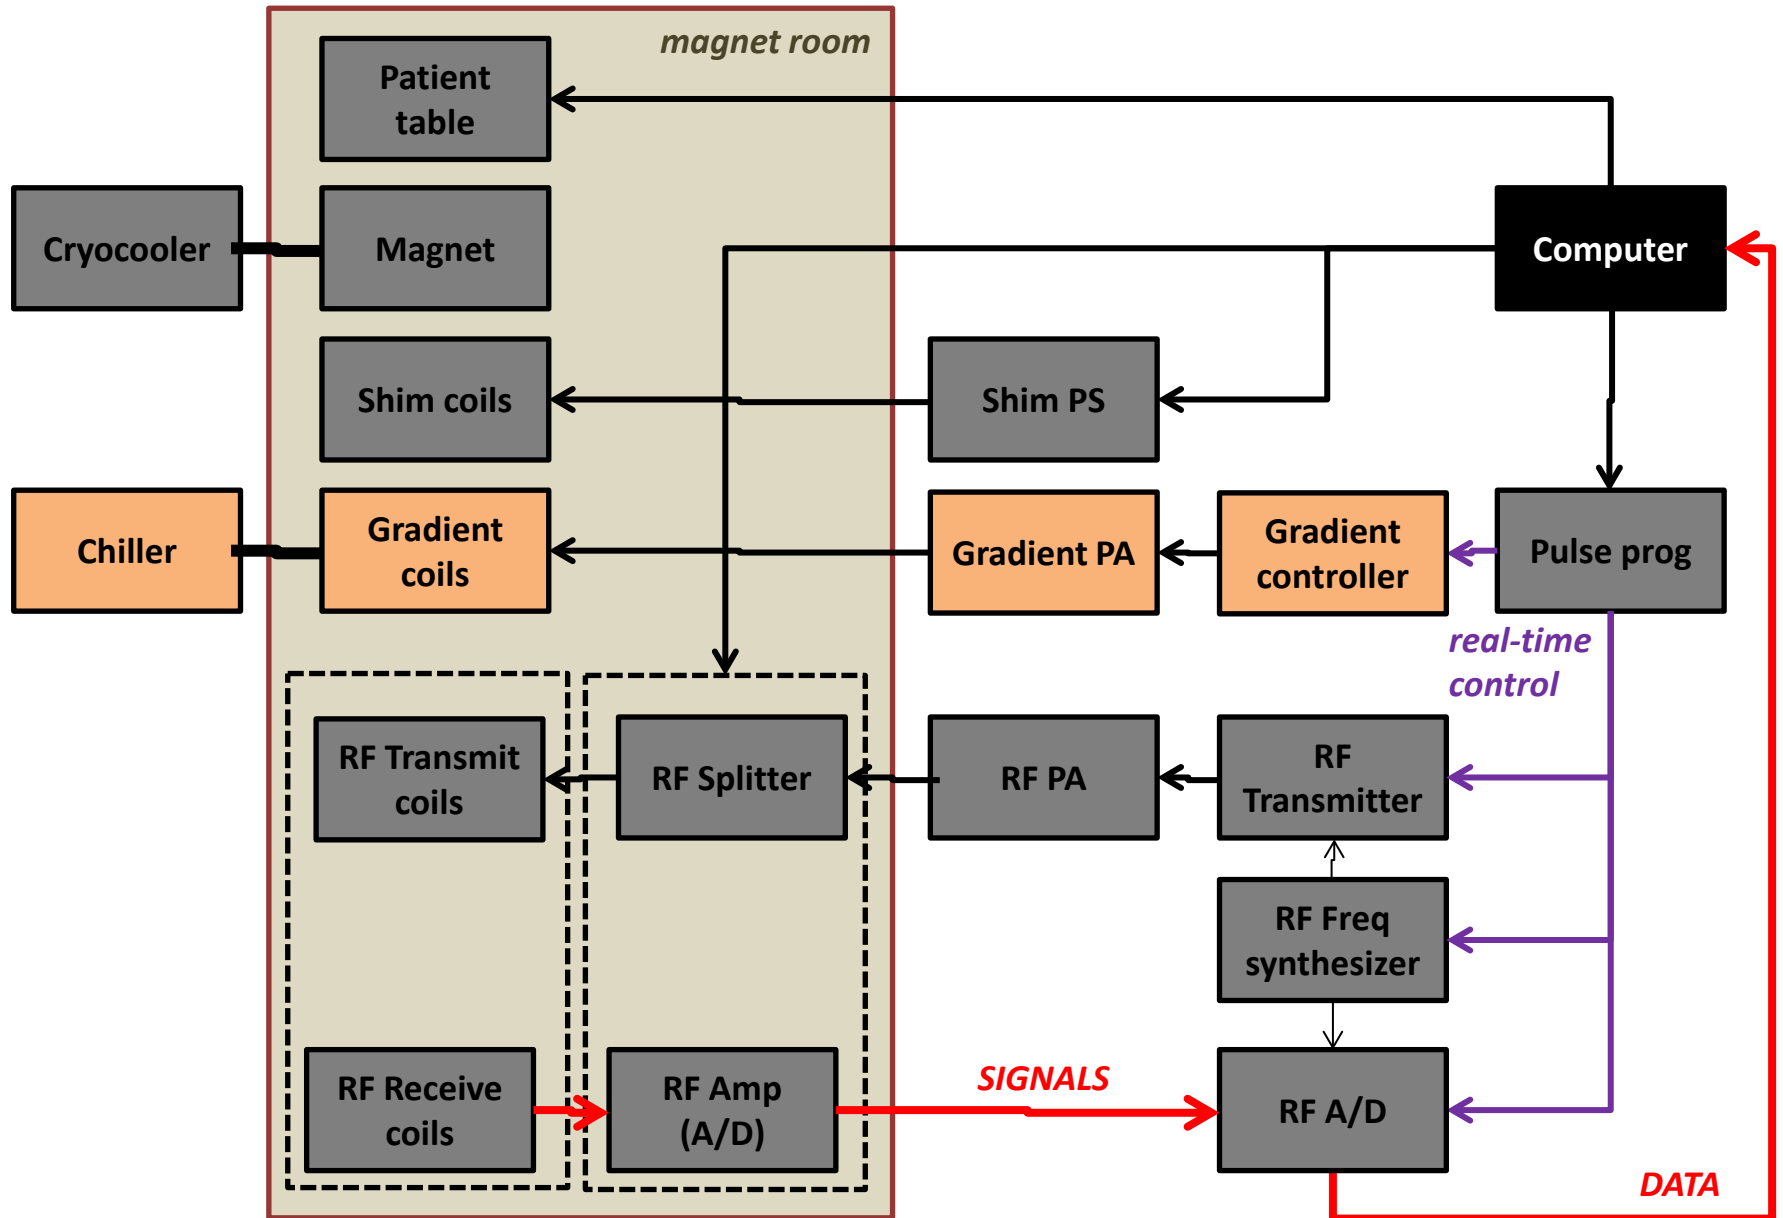 magnet room
Patient
table
Cryocooler
Magnet
Computer
Shim coils
Shim PS
Chiller
Gradient
coils
Gradient PA
Gradient
controller
Pulse prog
real-time
control
RF Transmit
coils
RF Splitter
RF PA
RF
Transmitter
RF Freq
synthesizer
RF Receive
coils
RF Amp
(A/D)
SIGNALS
RF A/D
DATA